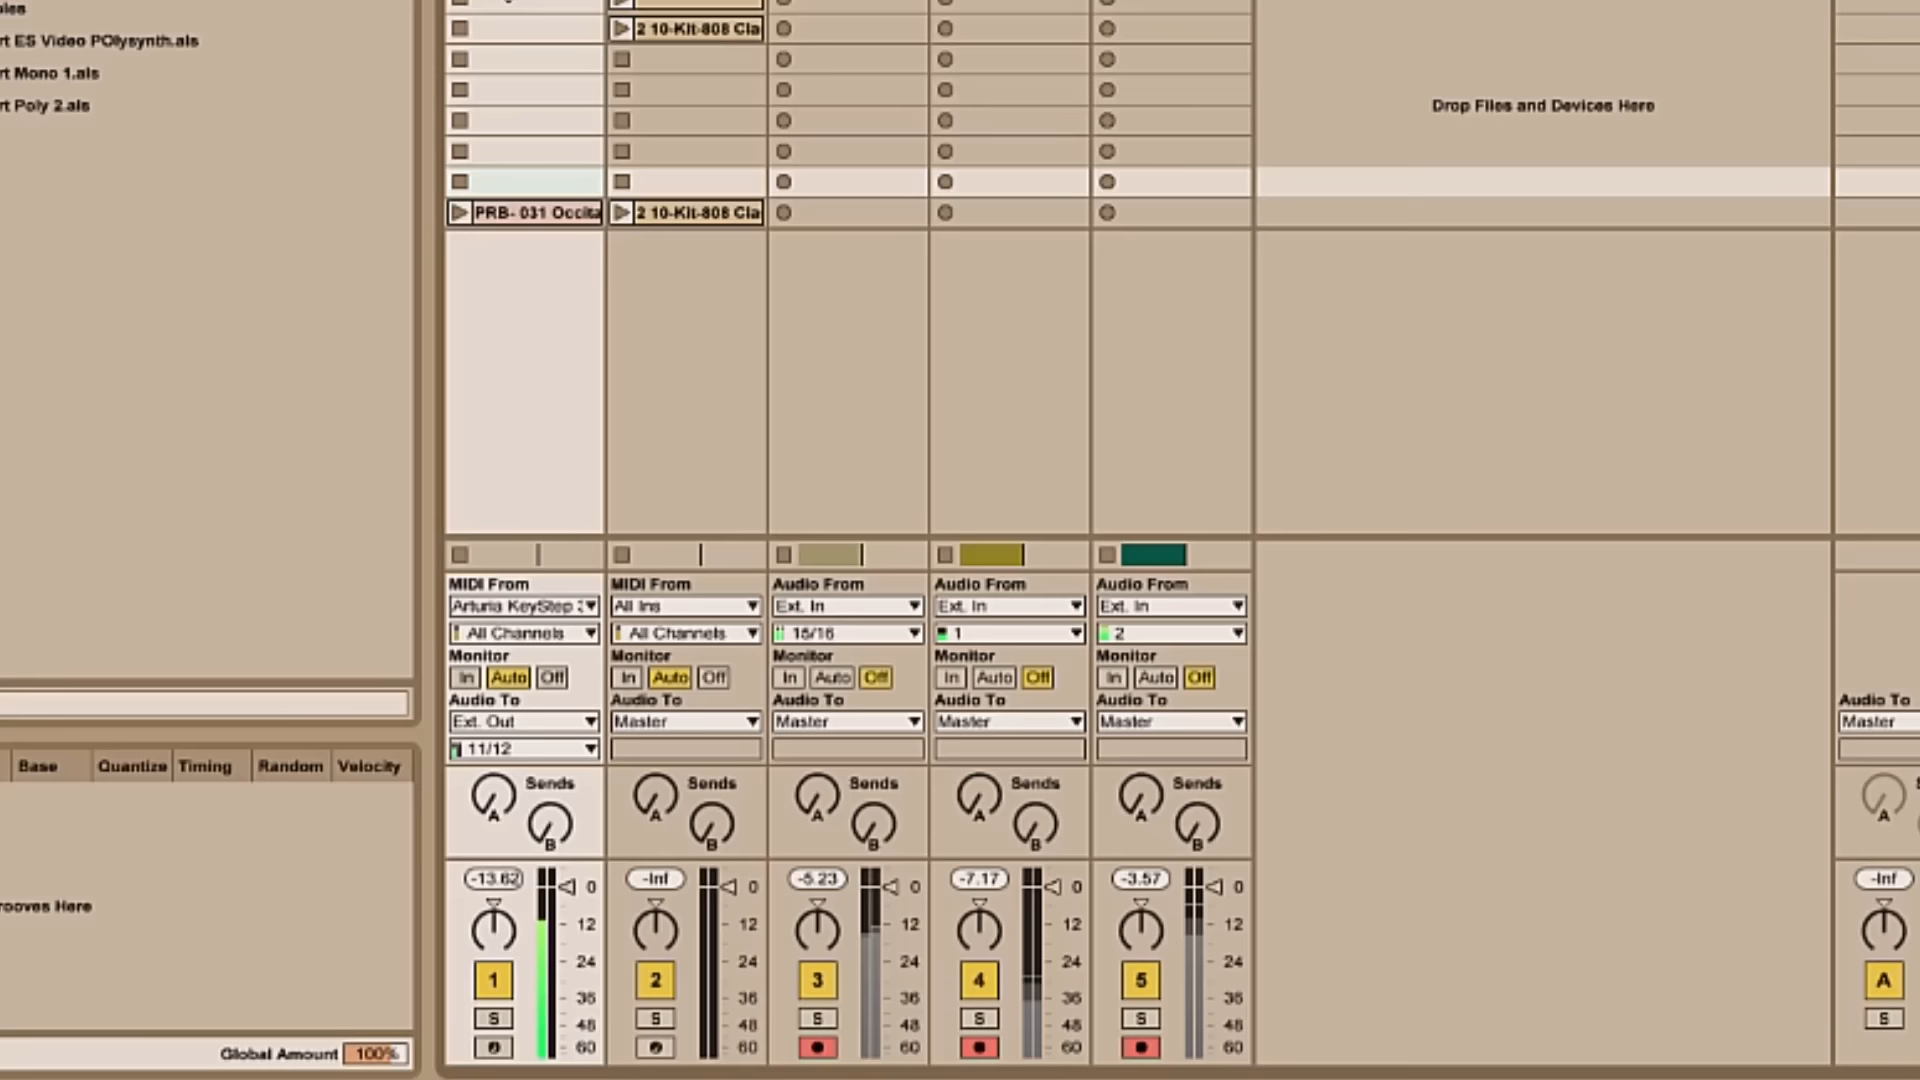 rt ES Video POlysynth.als
rt Mono 1.als
rt Poly 2.als
2 10-Kit-808 Cla
Drop Files and Devices Here
PRB- 031 Occita 2 10-Kit-808 Cla
MIDI From MIDI From Audio From Audio From Audio From
Arturia KeyStep All Ins Ext. In Ext. In Ext. In
All Channels All Channels 15/16 1 2
Monitor Monitor Monitor Monitor Monitor
In Auto Off In Auto Off In Auto Off In Auto Off In Auto Off
Audio To Audio To Audio To Audio To Audio To Audio To
Ext. Out Master Master Master Master Master
11/12
Base Quantize Timing Random Velocity
Sends Sends Sends Sends Sends
A A A A A A
B B B B B
-13.62 -Inf -5.23 -7.17 -3.57 -Inf
0 0 0 0 0
12 12 12 12 12
rooves Here
24 24 24 24 24
1 2 3 4 5 A
36 36 36 36 36
S S S S S S
48 48 48 48 48
60 60 60 60 60
Global Amount 100%